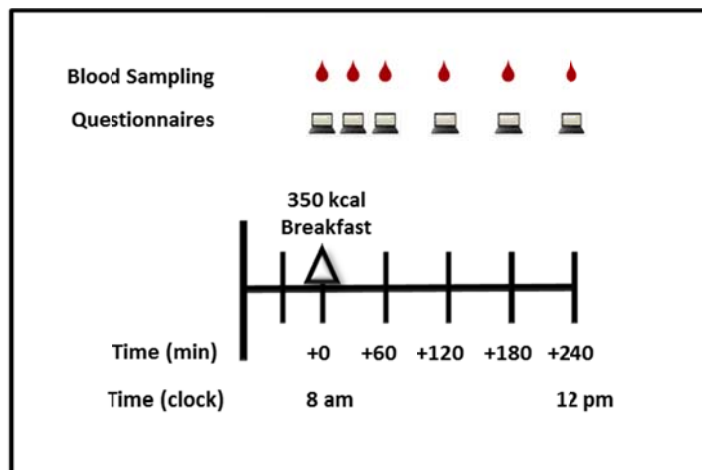 Blood Sampling
Questionnaires
350 kcal
Breakfast
Time (min) +0 +60 +120 +180 +240
Time (clock) 8 am 12 pm